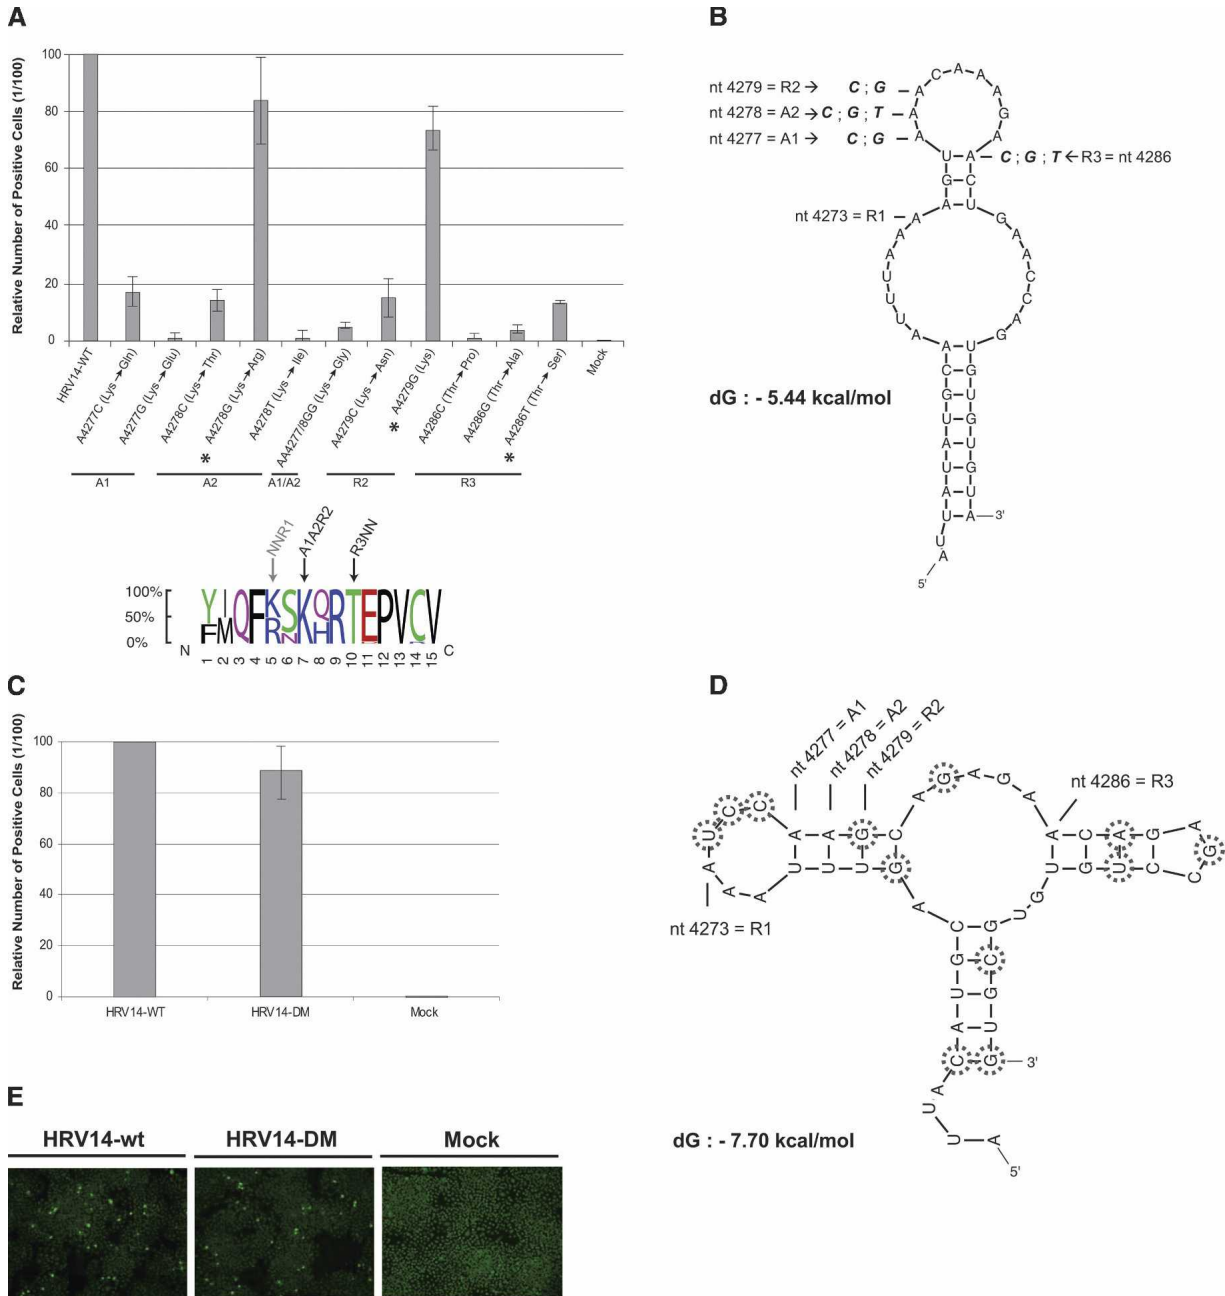 A
Relative Number of Positive Cells (1/100)
100
80
60
40
20
0
HRV14-WT
A4277C (Lys → Gln)
A4277G (Lys → Glu)
A4278C (Lys → Thr)
A4278G (Lys → Arg)
A4278T (Lys → Ile)
AA4277/8GG (Lys → Gly)
A4279C (Lys → Asn)
A4279G (Lys)
A4286C (Thr → Pro)
A4286G (Thr → Ala)
A4286T (Thr → Ser)
Mock
* * *
A1 A2 A1/A2 R2 R3
NNR1
A1A2R2
R3NN
100%
50%
0%
Y I Q F K S K Q R T E P V C V
F M R N H
N 1 2 3 4 5 6 7 8 9 10 11 12 13 14 15 C
B
nt 4279 = R2 → C ; G
nt 4278 = A2 → C ; G ; T
nt 4277 = A1 → C ; G
C ; G ; T ← R3 = nt 4286
nt 4273 = R1
A A A C A A A G A A
U A
G C
A U
A A A U U U A
G A A C C A G
A U
C G
G U
U G
A U
U G
A U
U G
A U
U A 3'
U
A
5'
dG : - 5.44 kcal/mol
C
Relative Number of Positive Cells (1/100)
100
80
60
40
20
0
HRV14-WT HRV14-DM Mock
D
nt 4277 = A1
nt 4278 = A2
nt 4279 = R2
nt 4286 = R3
nt 4273 = R1
A A A U C C A A G C A G A G A A C A G A
U U U G A
U G U C C G
G U
C G
G C
U G
A U
C G 3'
A
U
U A
5'
dG : - 7.70 kcal/mol
E
HRV14-wt HRV14-DM Mock